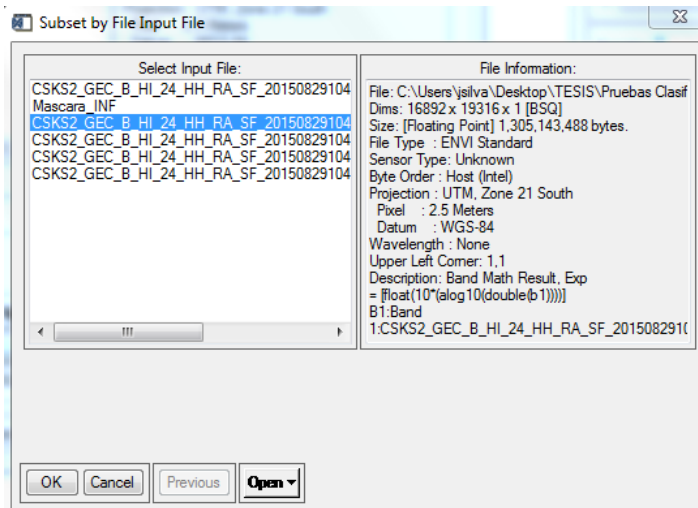 Subset by File Input File
Select Input File:
CSKS2_GEC_B_HI_24_HH_RA_SF_20150829104
Mascara_INF
CSKS2_GEC_B_HI_24_HH_RA_SF_20150829104
CSKS2_GEC_B_HI_24_HH_RA_SF_20150829104
CSKS2_GEC_B_HI_24_HH_RA_SF_20150829104
CSKS2_GEC_B_HI_24_HH_RA_SF_20150829104
File Information:
File: C:\Users\jsilva\Desktop\TESIS\Pruebas Clasif
Dims: 16892 x 19316 x 1 [BSQ]
Size: [Floating Point] 1,305,143,488 bytes.
File Type : ENVI Standard
Sensor Type: Unknown
Byte Order : Host (Intel)
Projection : UTM, Zone 21 South
Pixel : 2.5 Meters
Datum : WGS-84
Wavelength : None
Upper Left Corner: 1,1
Description: Band Math Result, Exp
= [float(10*(alog10(double(b1))))]
B1:Band
1:CSKS2_GEC_B_HI_24_HH_RA_SF_201508291(
OK Cancel Previous Open